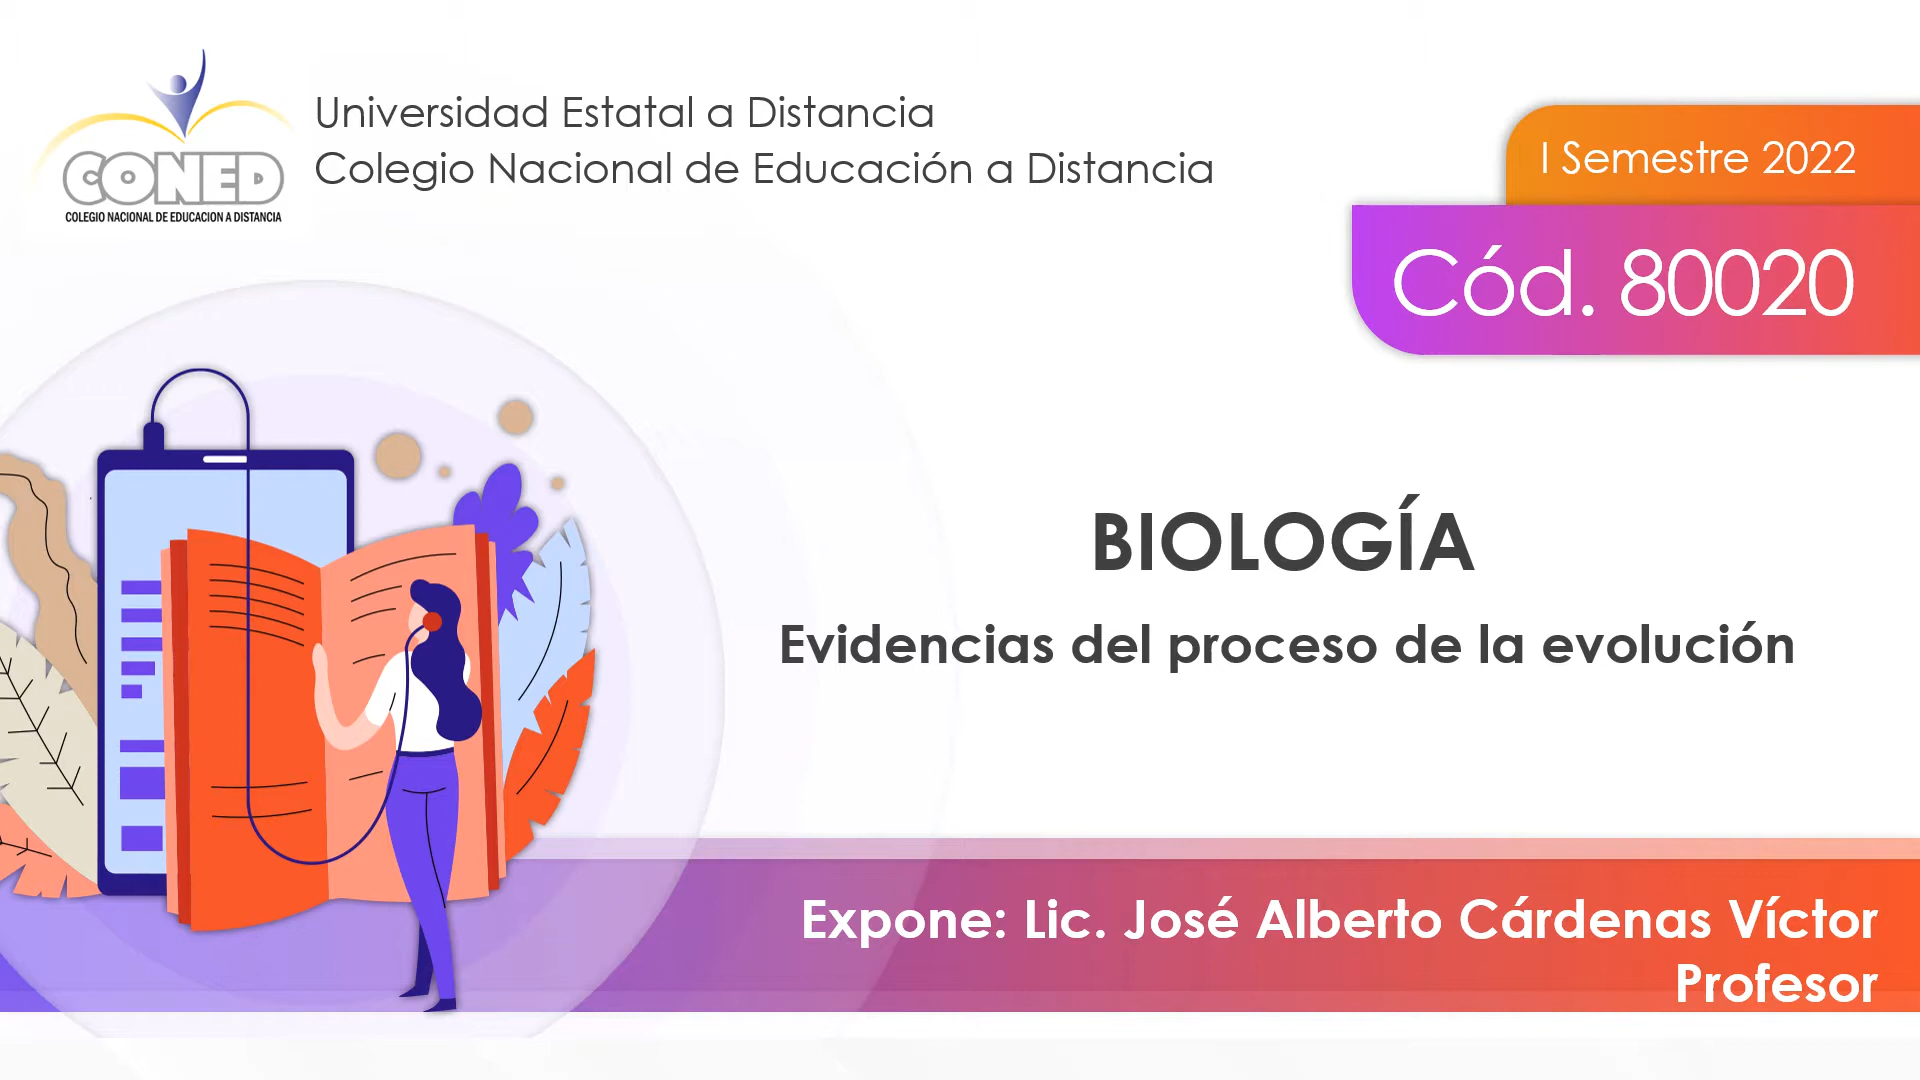 CONED
COLEGIO NACIONAL DE EDUCACION A DISTANCIA
Universidad Estatal a Distancia
Colegio Nacional de Educación a Distancia
I Semestre 2022
Cód. 80020
BIOLOGÍA
Evidencias del proceso de la evolución
Expone: Lic. José Alberto Cárdenas Víctor
Profesor